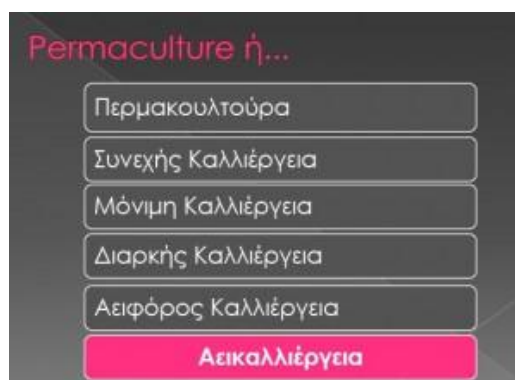 Permaculture ή...
Περμακουλτούρα
Συνεχής Καλλιέργεια
Μόνιμη Καλλιέργεια
Διαρκής Καλλιέργεια
Αειφόρος Καλλιέργεια
Αεικαλλιέργεια